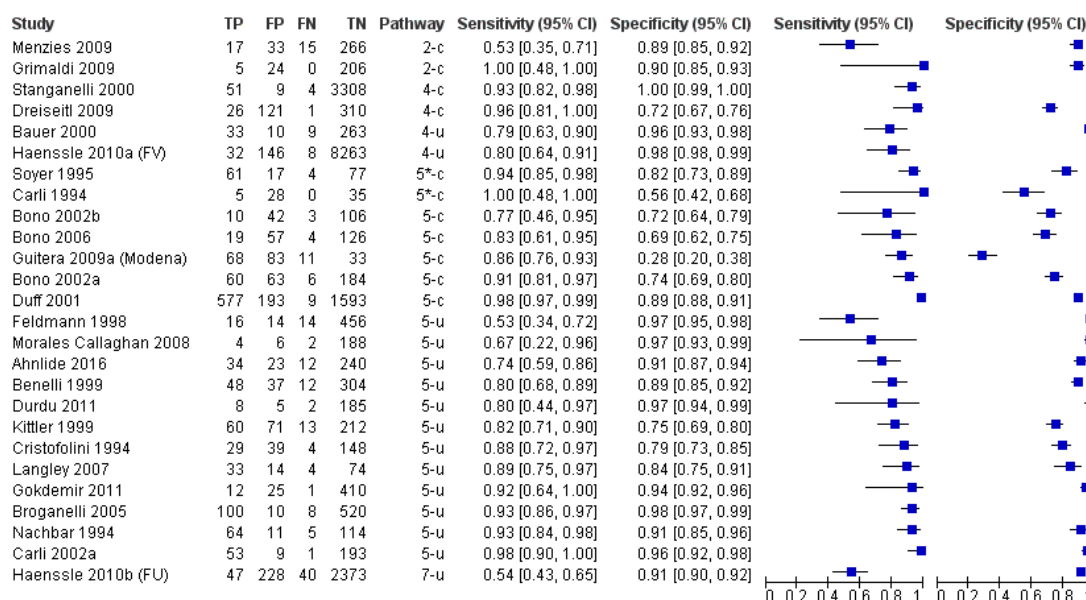 Study TP FP FN TN Pathway Sensitivity (95% CI) Specificity (95% CI) Sensitivity (95% CI) Specificity (95% CI)
Menzies 2009 17 33 15 266 2-c 0.53 [0.35, 0.71] 0.89 [0.85, 0.92]
Grimaldi 2009 5 24 0 206 2-c 1.00 [0.48, 1.00] 0.90 [0.85, 0.93]
Stanganelli 2000 51 9 4 3308 4-c 0.93 [0.82, 0.98] 1.00 [0.99, 1.00]
Dreiseitl 2009 26 121 1 310 4-c 0.96 [0.81, 1.00] 0.72 [0.67, 0.76]
Bauer 2000 33 10 9 263 4-u 0.79 [0.63, 0.90] 0.96 [0.93, 0.98]
Haenssle 2010a (FV) 32 146 8 8263 4-u 0.80 [0.64, 0.91] 0.98 [0.98, 0.99]
Soyer 1995 61 17 4 77 5*-c 0.94 [0.85, 0.98] 0.82 [0.73, 0.89]
Carli 1994 5 28 0 35 5*-c 1.00 [0.48, 1.00] 0.56 [0.42, 0.68]
Bono 2002b 10 42 3 106 5-c 0.77 [0.46, 0.95] 0.72 [0.64, 0.79]
Bono 2006 19 57 4 126 5-c 0.83 [0.61, 0.95] 0.69 [0.62, 0.75]
Guitera 2009a (Modena) 68 83 11 33 5-c 0.86 [0.76, 0.93] 0.28 [0.20, 0.38]
Bono 2002a 60 63 6 184 5-c 0.91 [0.81, 0.97] 0.74 [0.69, 0.80]
Duff 2001 577 193 9 1593 5-c 0.98 [0.97, 0.99] 0.89 [0.88, 0.91]
Feldmann 1998 16 14 14 456 5-u 0.53 [0.34, 0.72] 0.97 [0.95, 0.98]
Morales Callaghan 2008 4 6 2 188 5-u 0.67 [0.22, 0.96] 0.97 [0.93, 0.99]
Ahnlide 2016 34 23 12 240 5-u 0.74 [0.59, 0.86] 0.91 [0.87, 0.94]
Benelli 1999 48 37 12 304 5-u 0.80 [0.68, 0.89] 0.89 [0.85, 0.92]
Durdu 2011 8 5 2 185 5-u 0.80 [0.44, 0.97] 0.97 [0.94, 0.99]
Kittler 1999 60 71 13 212 5-u 0.82 [0.71, 0.90] 0.75 [0.69, 0.80]
Cristofolini 1994 29 39 4 148 5-u 0.88 [0.72, 0.97] 0.79 [0.73, 0.85]
Langley 2007 33 14 4 74 5-u 0.89 [0.75, 0.97] 0.84 [0.75, 0.91]
Gokdemir 2011 12 25 1 410 5-u 0.92 [0.64, 1.00] 0.94 [0.92, 0.96]
Broganelli 2005 100 10 8 520 5-u 0.93 [0.86, 0.97] 0.98 [0.97, 0.99]
Nachbar 1994 64 11 5 114 5-u 0.93 [0.84, 0.98] 0.91 [0.85, 0.96]
Carli 2002a 53 9 1 193 5-u 0.98 [0.90, 1.00] 0.96 [0.92, 0.98]
Haenssle 2010b (FU) 47 228 40 2373 7-u 0.54 [0.43, 0.65] 0.91 [0.90, 0.92]
0 0.2 0.4 0.6 0.8 1 0 0.2 0.4 0.6 0.8